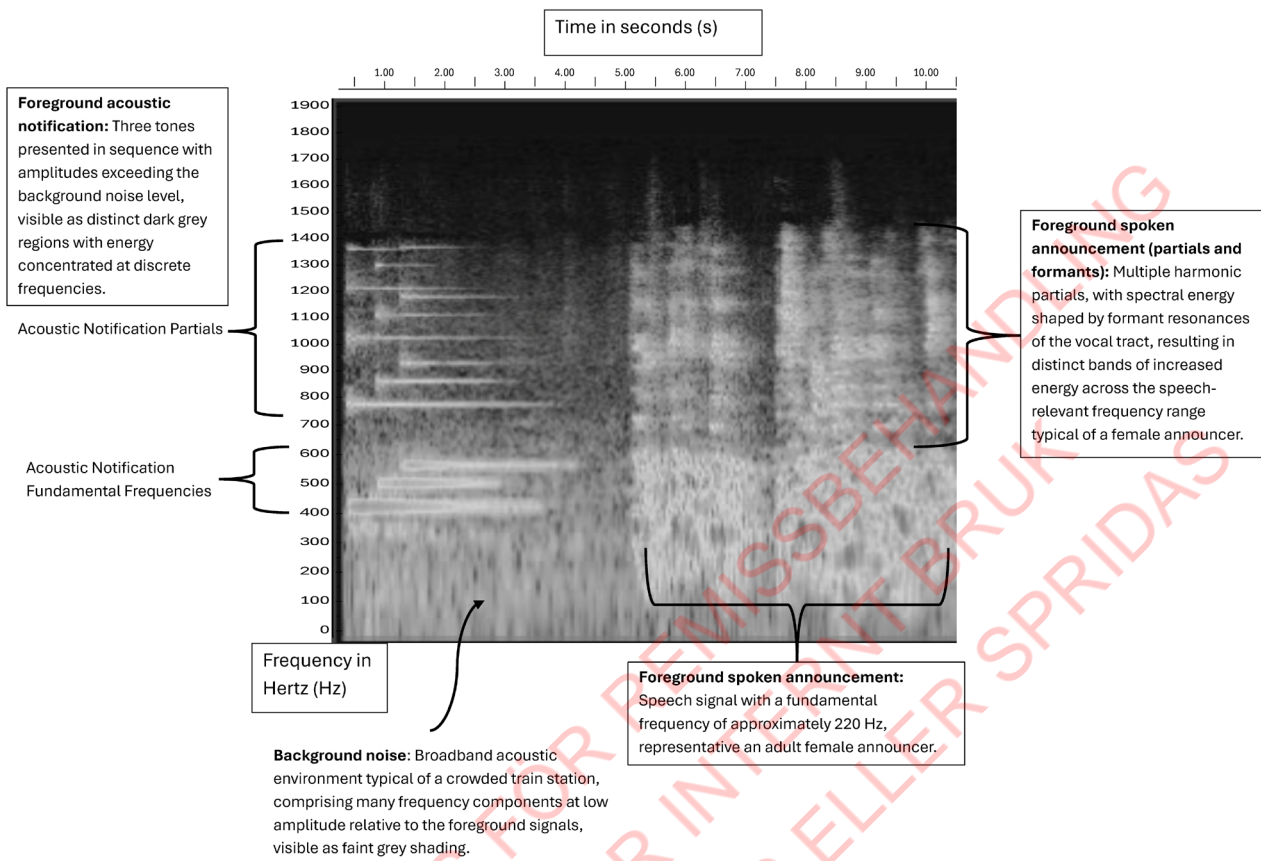 Time in seconds (s)
1.00 2.00 3.00 4.00 5.00 6.00 7.00 8.00 9.00 10.00
Foreground acoustic
notification: Three tones
presented in sequence with
amplitudes exceeding the
background noise level,
visible as distinct dark grey
regions with energy
concentrated at discrete
frequencies.
Acoustic Notification Partials
Acoustic Notification
Fundamental Frequencies
1900
1800
1700
1600
1500
1400
1300
1200
1100
1000
900
800
700
600
500
400
300
200
100
0
Foreground spoken
announcement (partials and
formants): Multiple harmonic
partials, with spectral energy
shaped by formant resonances
of the vocal tract, resulting in
distinct bands of increased
energy across the speech-
relevant frequency range
typical of a female announcer.
Frequency in
Hertz (Hz)
Foreground spoken announcement:
Speech signal with a fundamental
frequency of approximately 220 Hz,
representative an adult female announcer.
Background noise: Broadband acoustic
environment typical of a crowded train station,
comprising many frequency components at low
amplitude relative to the foreground signals,
visible as faint grey shading.
FÖR REMISSBEHANDLING
INTERNT BRUK
ELLER SPRIDAS